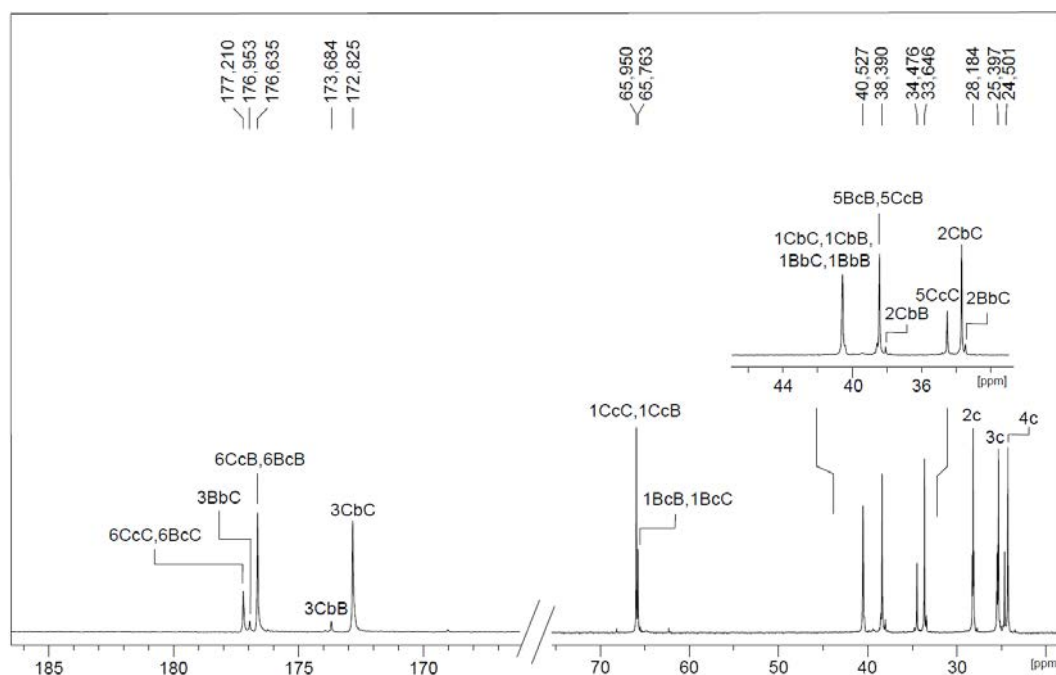 177,210
176,953
176,635
173,684
172,825
65,950
65,763
40,527
38,390
34,476
33,646
28,184
25,397
24,501
5BcB,5CcB
1CbC,1CbB,
1BbC,1BbB
2CbC
5CcC
2BbC
2CbB
44 40 36 [ppm]
1CcC,1CcB
2c
4c
3c
6CcB,6BcB
3BbC
3CbC
1BcB,1BcC
6CcC,6BcC
3CbB
185 180 175 170 70 60 50 40 30 [ppm]